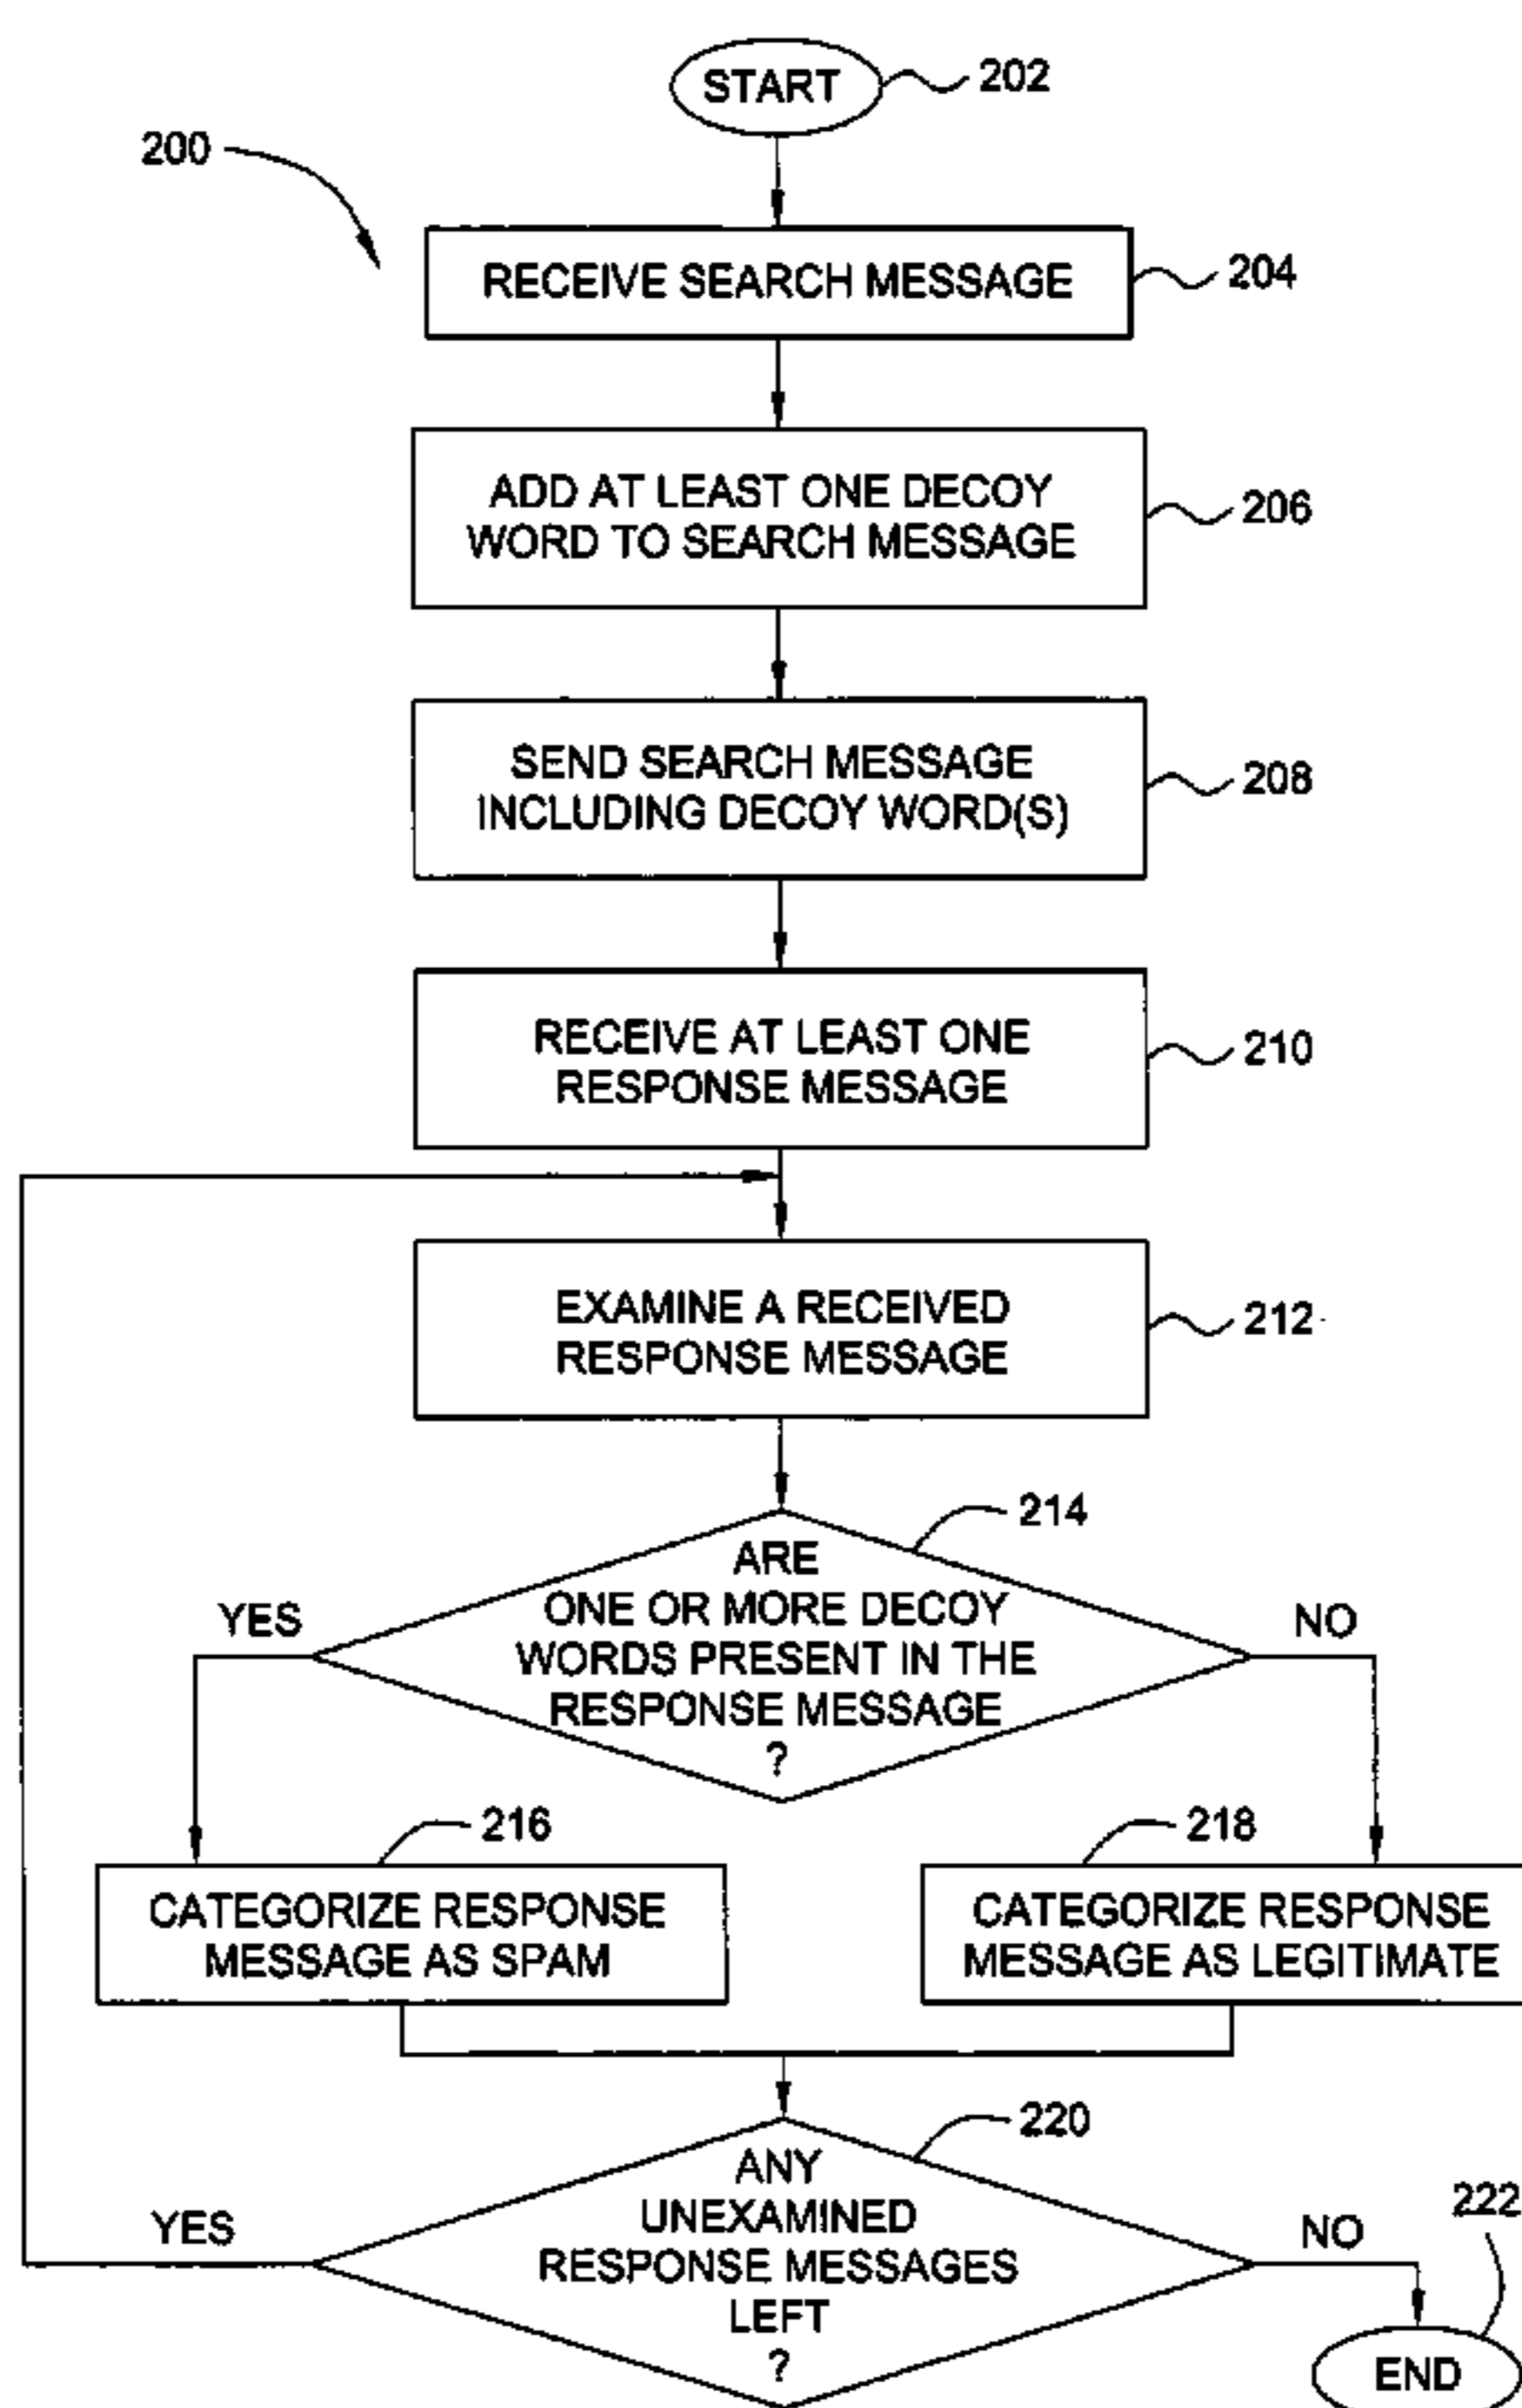 START
202
200
RECEIVE SEARCH MESSAGE
204
ADD AT LEAST ONE DECOY
WORD TO SEARCH MESSAGE
206
SEND SEARCH MESSAGE
INCLUDING DECOY WORD(S)
208
RECEIVE AT LEAST ONE
RESPONSE MESSAGE
210
EXAMINE A RECEIVED
RESPONSE MESSAGE
212
214
ARE
ONE OR MORE DECOY
WORDS PRESENT IN THE
RESPONSE MESSAGE
?
YES
NO
216
218
CATEGORIZE RESPONSE
MESSAGE AS SPAM
CATEGORIZE RESPONSE
MESSAGE AS LEGITIMATE
220
ANY
UNEXAMINED
RESPONSE MESSAGES
LEFT
?
YES
NO
222
END